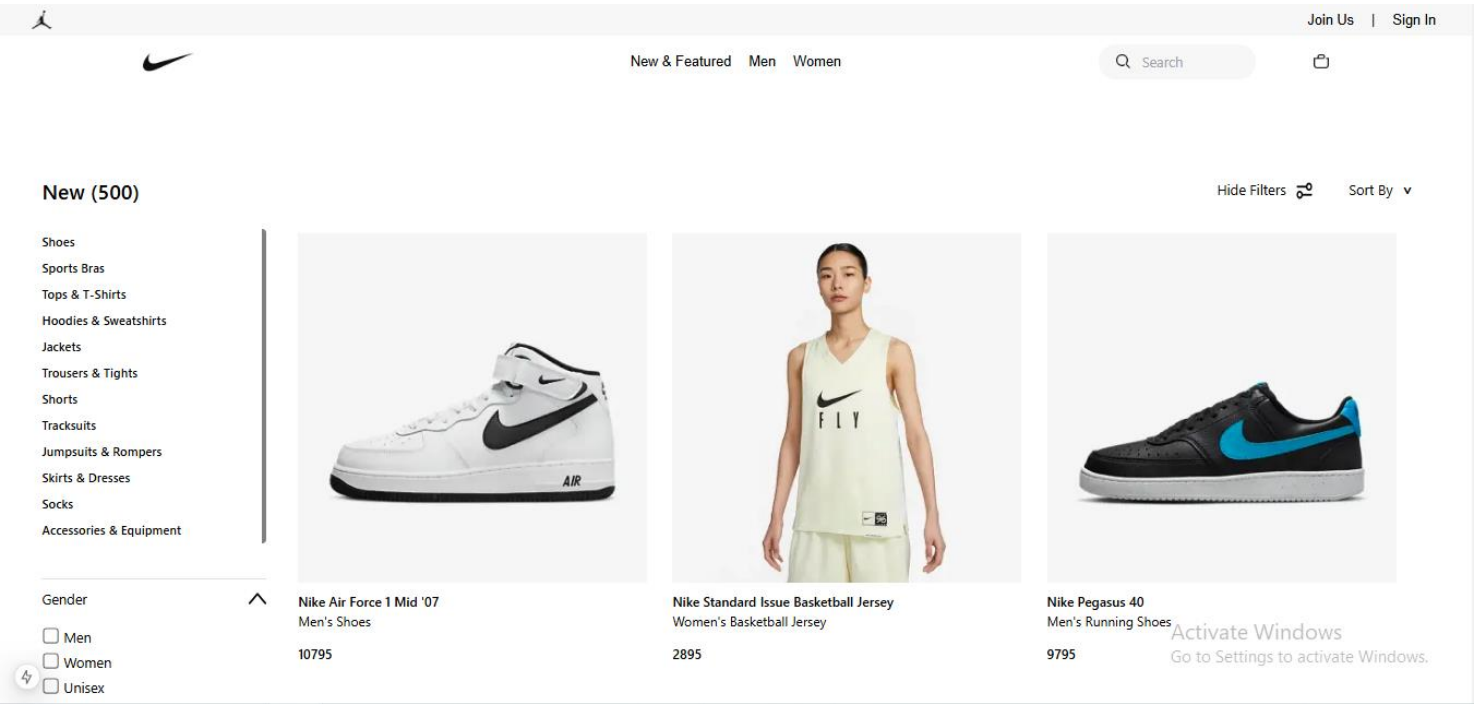 Join Us | Sign In
New & Featured Men Women
Search
New (500)
Hide Filters
Sort By
Shoes
Sports Bras
Tops & T-Shirts
Hoodies & Sweatshirts
Jackets
Trousers & Tights
Shorts
Tracksuits
Jumpsuits & Rompers
Skirts & Dresses
Socks
Accessories & Equipment
Gender
Men
Women
Unisex
AIR
FLY
96
Nike Air Force 1 Mid '07
Men's Shoes
10795
Nike Standard Issue Basketball Jersey
Women's Basketball Jersey
2895
Nike Pegasus 40
Men's Running Shoes
9795
Activate Windows
Go to Settings to activate Windows.